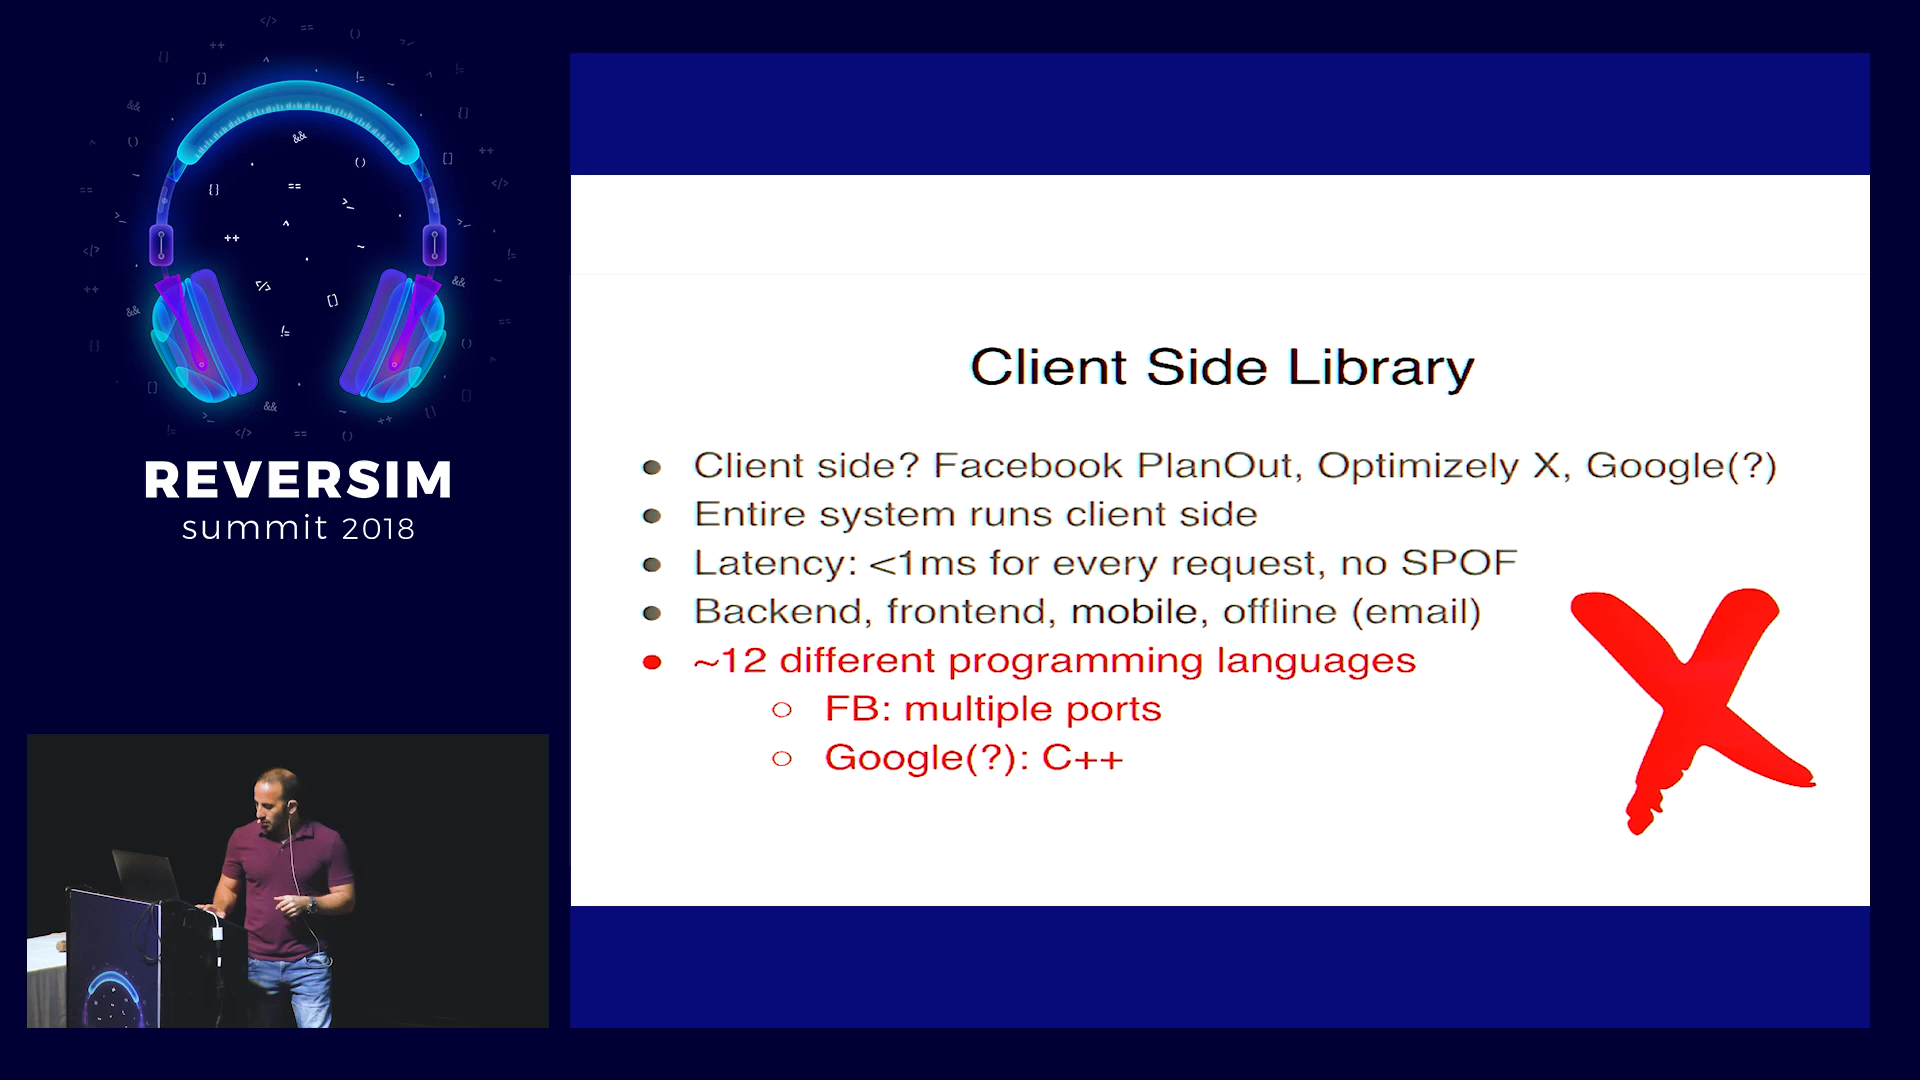 REVERSIM
summit 2018
Client Side Library
● Client side? Facebook PlanOut, Optimizely X, Google(?)
● Entire system runs client side
● Latency: <1ms for every request, no SPOF
● Backend, frontend, mobile, offline (email)
● ~12 different programming languages
○ FB: multiple ports
○ Google(?): C++